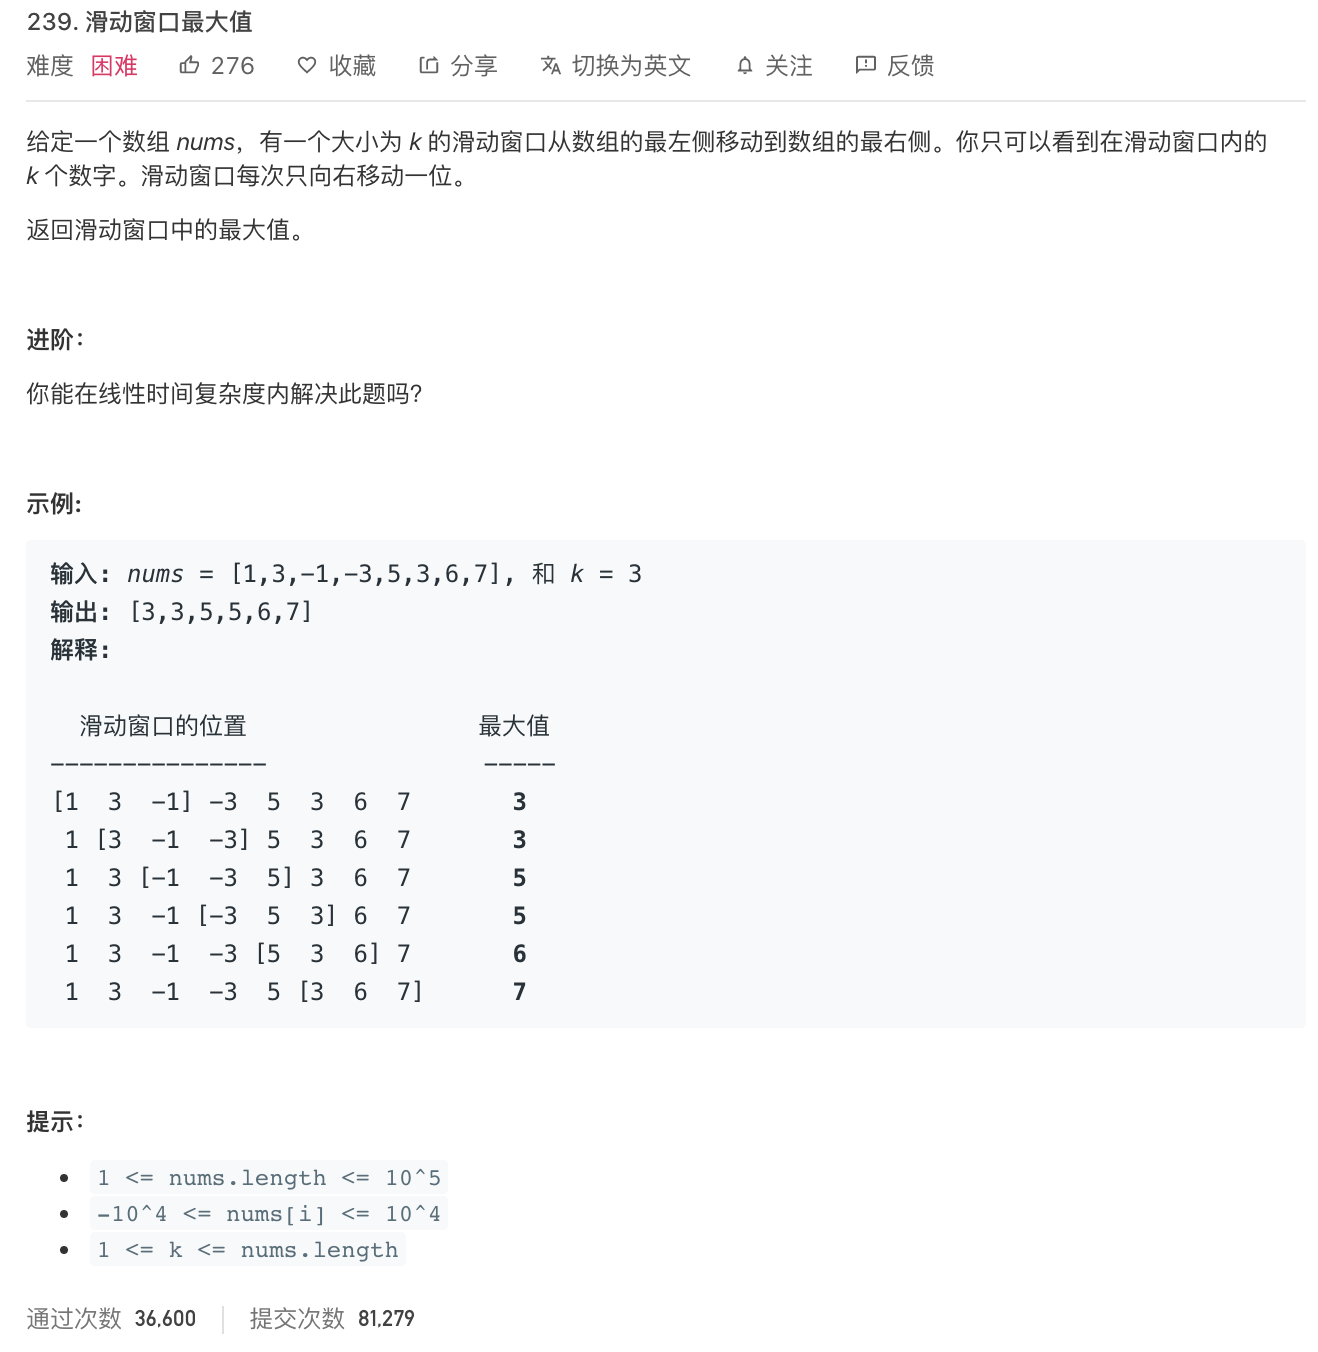 239. 滑动窗口最大值
难度 困难 276 收藏 分享 切换为英文 关注 反馈
给定一个数组 nums，有一个大小为 k 的滑动窗口从数组的最左侧移动到数组的最右侧。你只可以看到在滑动窗口内的
k 个数字。滑动窗口每次只向右移动一位。
返回滑动窗口中的最大值。
进阶：
你能在线性时间复杂度内解决此题吗？
示例:
输入: nums = [1,3,-1,-3,5,3,6,7], 和 k = 3
输出: [3,3,5,5,6,7]
解释:
滑动窗口的位置 最大值
--------------- -----
[1 3 -1] -3 5 3 6 7 3
1 [3 -1 -3] 5 3 6 7 3
1 3 [-1 -3 5] 3 6 7 5
1 3 -1 [-3 5 3] 6 7 5
1 3 -1 -3 [5 3 6] 7 6
1 3 -1 -3 5 [3 6 7] 7
提示：
• 1 <= nums.length <= 10^5
• -10^4 <= nums[i] <= 10^4
• 1 <= k <= nums.length
通过次数 36,600 提交次数 81,279